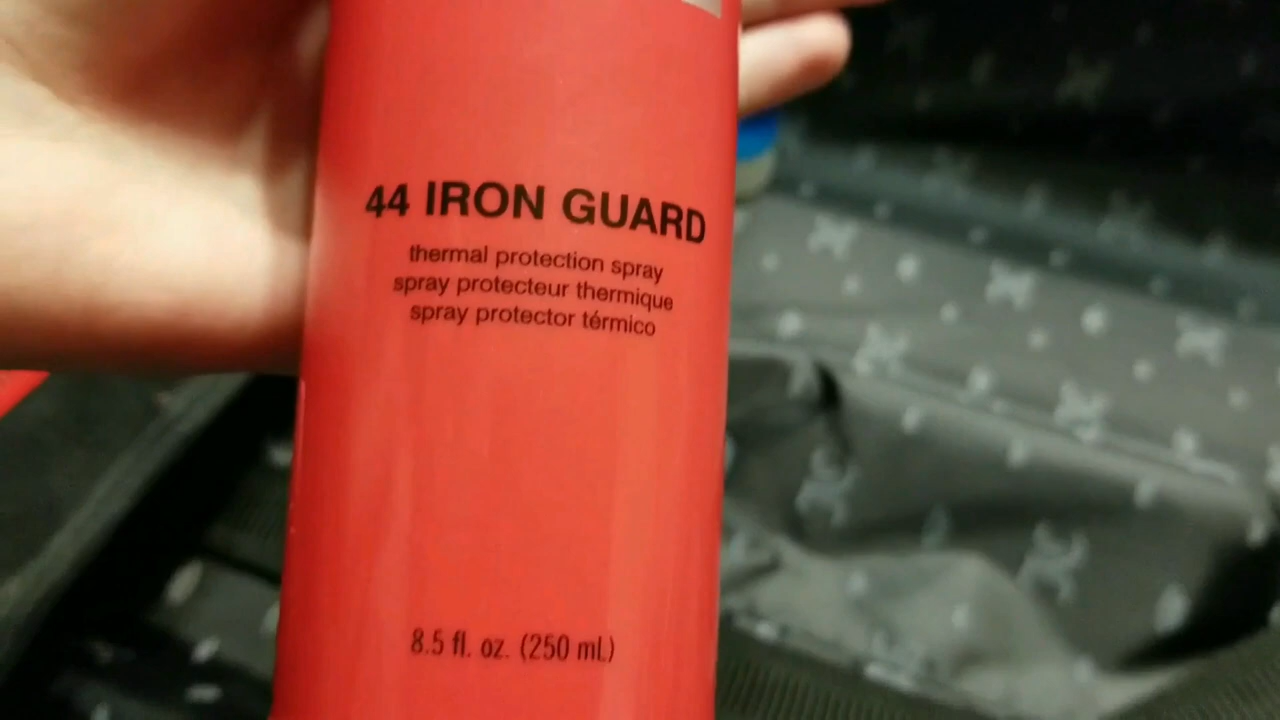 44 IRON GUARD
thermal protection spray
spray protecteur thermique
spray protector térmico
8.5 fl. oz. (250 mL)